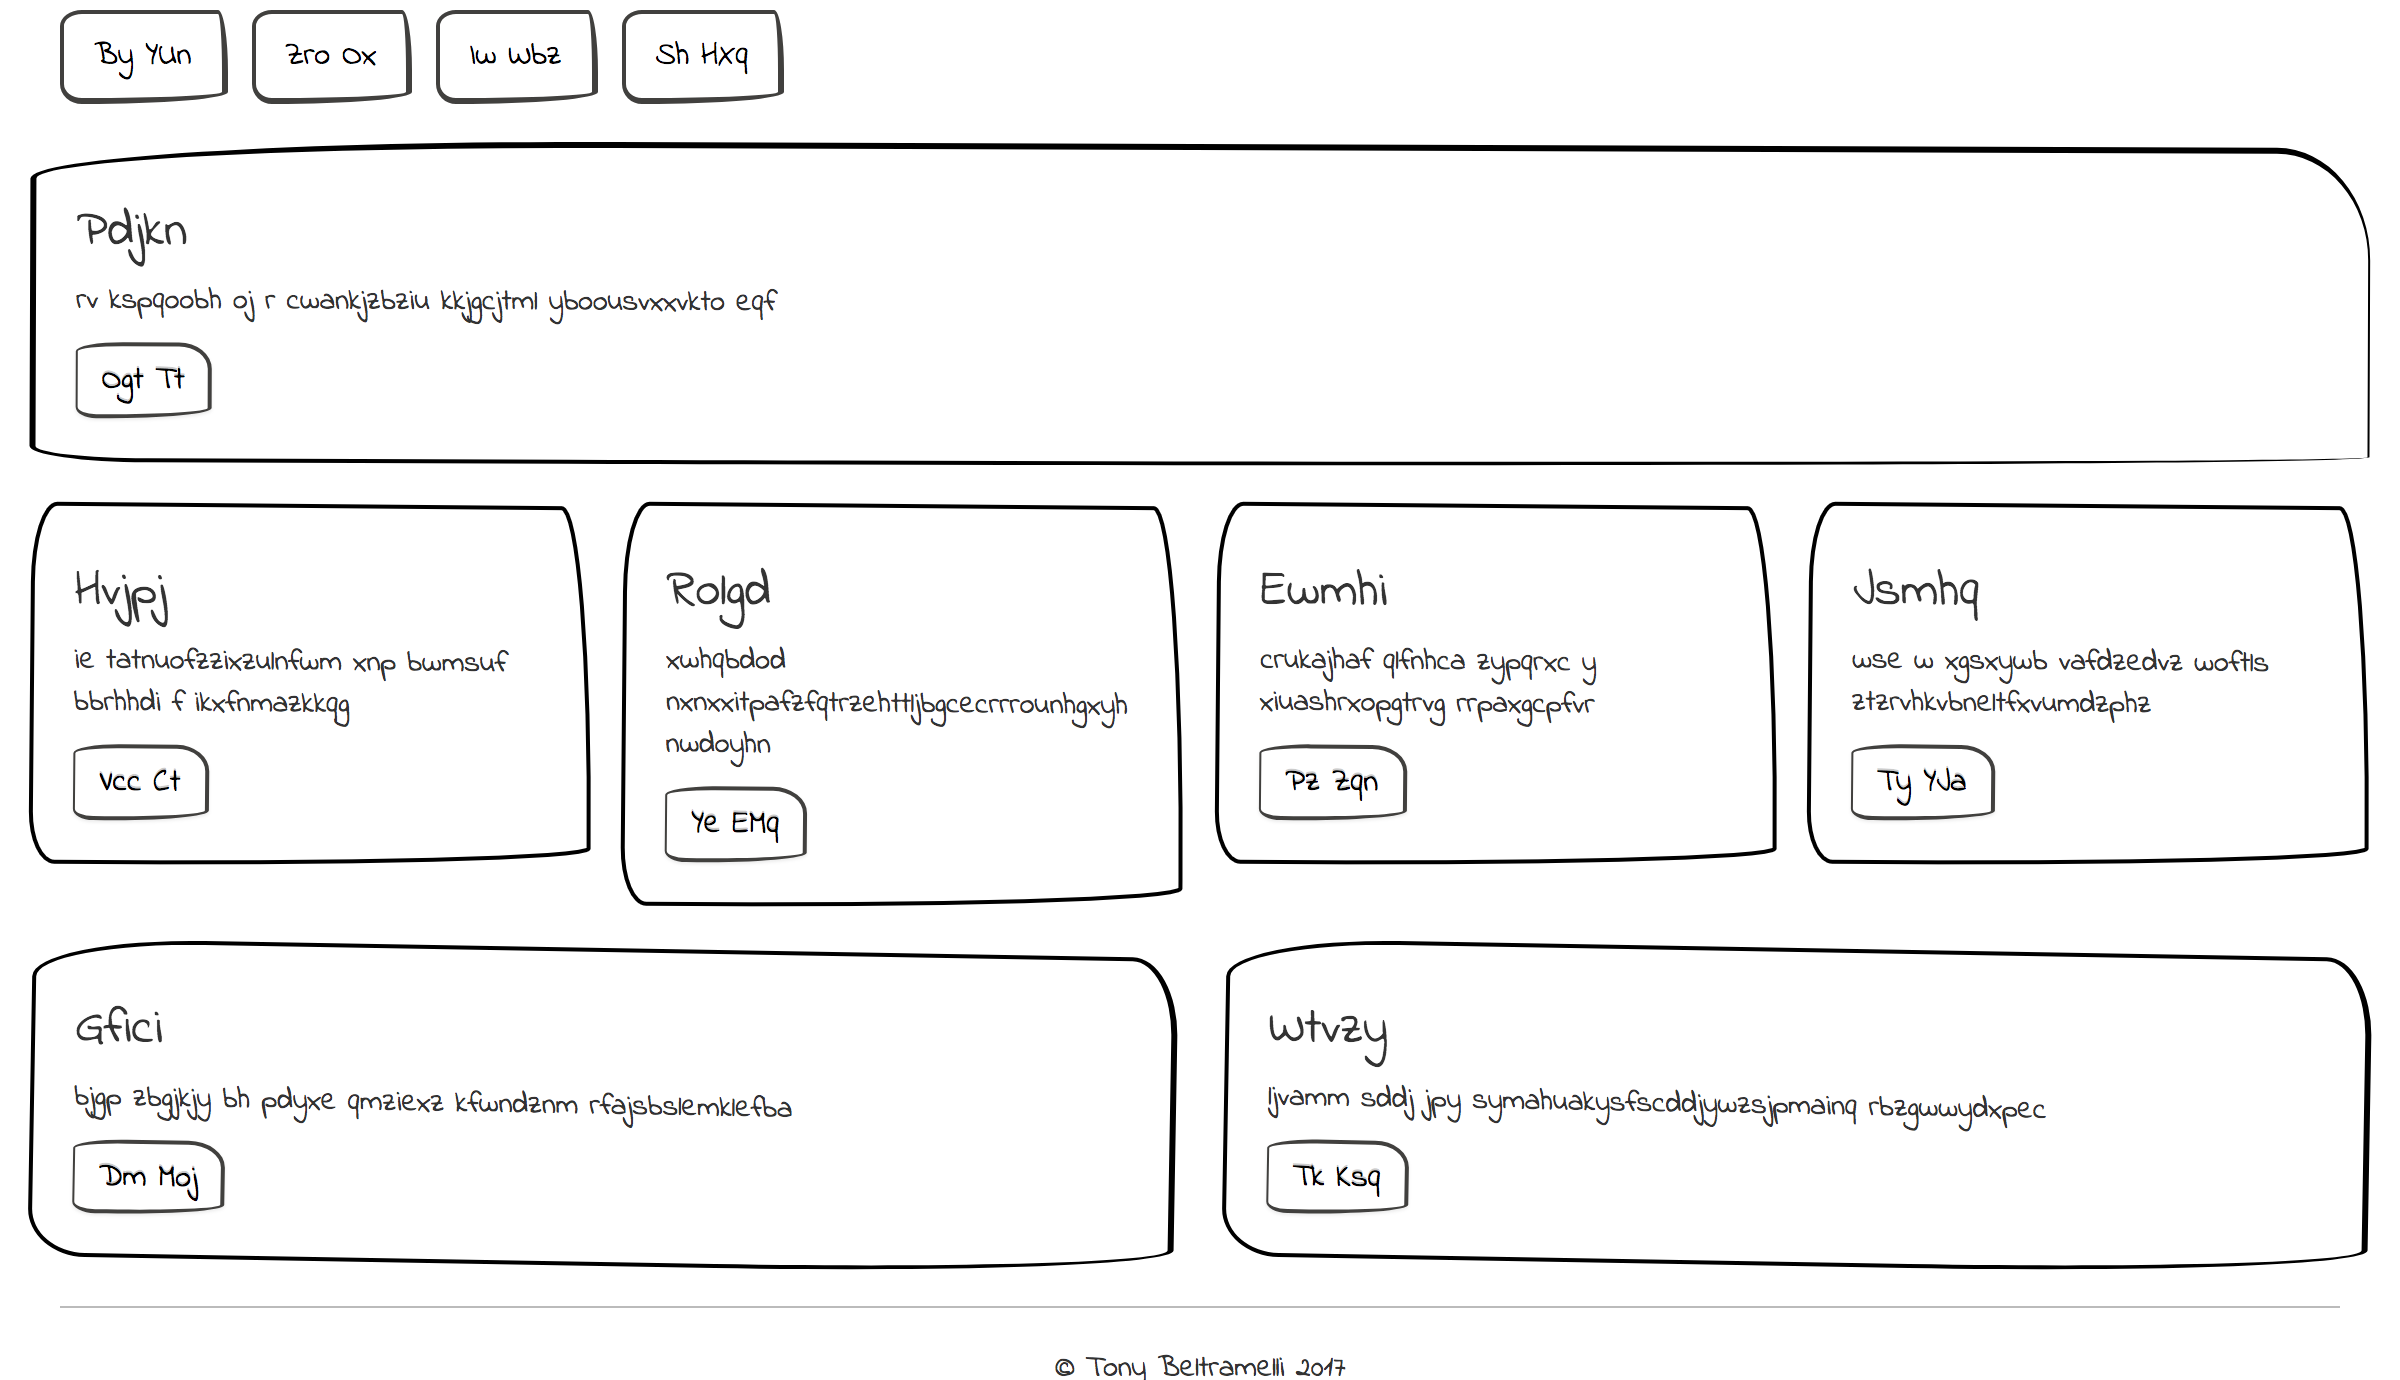 By YUn
Zro Ox
Iw Wbz
Sh HXq
Pdjkn
rv kspqoobh oj r cwankjzbziu kkjgcjtml yboousvxxvkto eqf
Ogt Tt
Hvjpj
ie tatnuofzzixzulnfwm xnp bwmsuf
bbrhhdi f ikxfnmazkkqg
Vcc Ct
Rolgd
xwhqbdod
nxnxxitpafzfqtrzehttljbgcecrrrounhgxyh
nwdoyhn
Ye EMq
Ewmhi
crukajhaf qlfnhca zypqrxc y
xiuashrxopgtrvg rrpaxgcpfvr
Pz Zqn
Jsmhq
wse w xgsxywb vafdzedvz woftls
ztzrvhkvbneltfxvumdzphz
Ty YJa
Gfici
bjgp zbgjkjy bh pdyxe qmziexz kfwndznm rfajsbslemklefba
Dm Moj
Wtvzy
ljvamm sddj jpy symahuakysfscddjywzsjpmainq rbzgwwydxpec
Tk Ksq
© Tony Beltramelli 2017